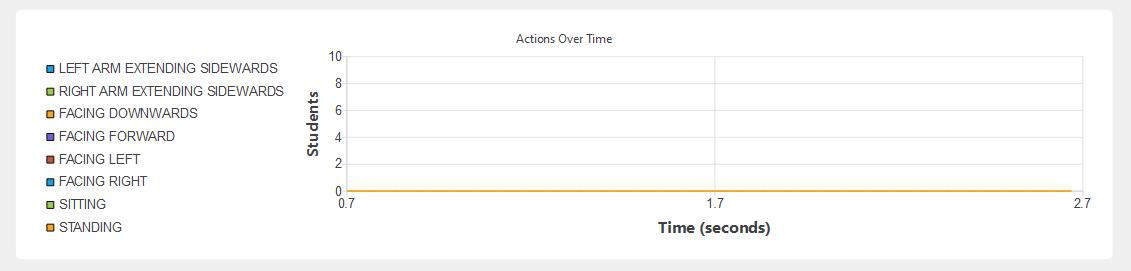 Actions Over Time
LEFT ARM EXTENDING SIDEWARDS
RIGHT ARM EXTENDING SIDEWARDS
FACING DOWNWARDS
FACING FORWARD
FACING LEFT
FACING RIGHT
SITTING
STANDING
Students
10
8
6
4
2
0
0.7
1.7
2.7
Time (seconds)